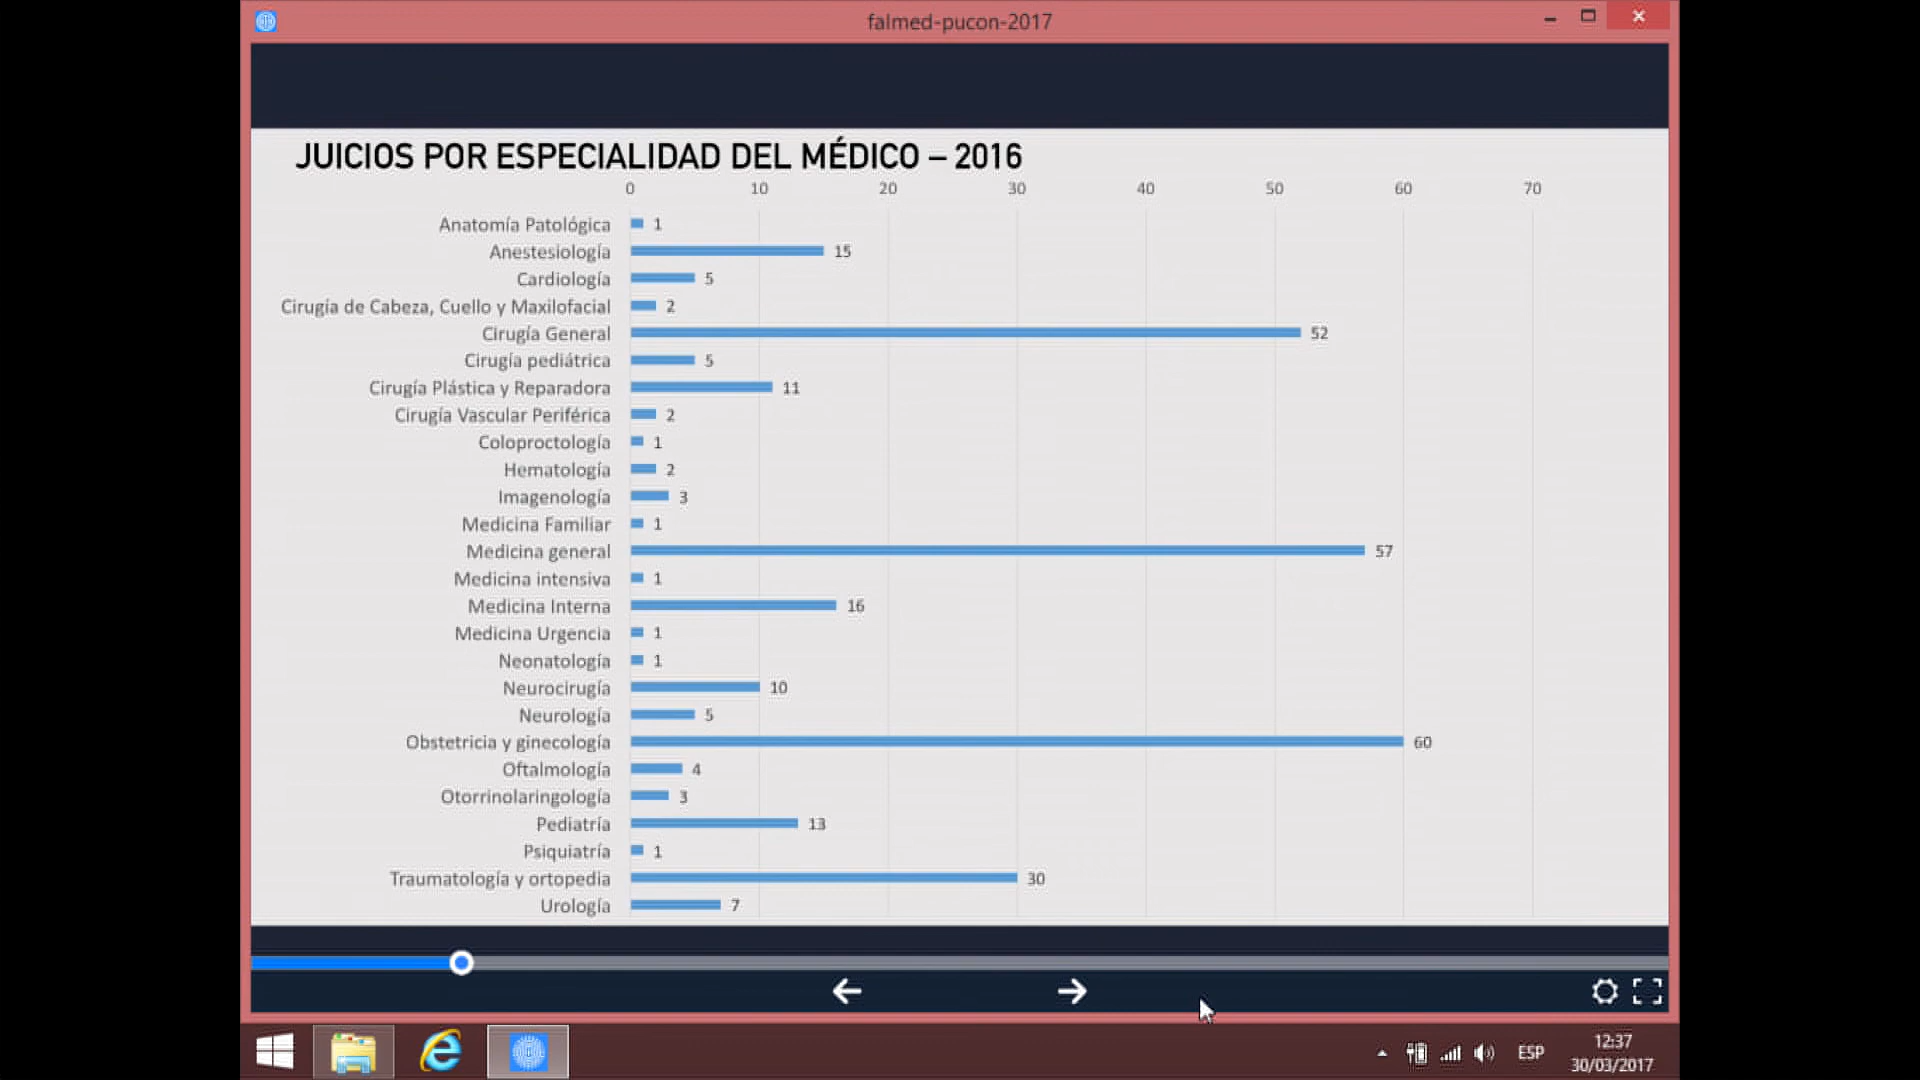 falmed-pucon-2017
JUICIOS POR ESPECIALIDAD DEL MÉDICO – 2016
0 10 20 30 40 50 60 70
Anatomía Patológica 1
Anestesiología 15
Cardiología 5
Cirugía de Cabeza, Cuello y Maxilofacial 2
Cirugía General 52
Cirugía pediátrica 5
Cirugía Plástica y Reparadora 11
Cirugía Vascular Periférica 2
Coloproctología 1
Hematología 2
Imagenología 3
Medicina Familiar 1
Medicina general 57
Medicina intensiva 1
Medicina Interna 16
Medicina Urgencia 1
Neonatología 1
Neurocirugía 10
Neurología 5
Obstetricia y ginecología 60
Oftalmología 4
Otorrinolaringología 3
Pediatría 13
Psiquiatría 1
Traumatología y ortopedia 30
Urología 7
ESP
12:37
30/03/2017